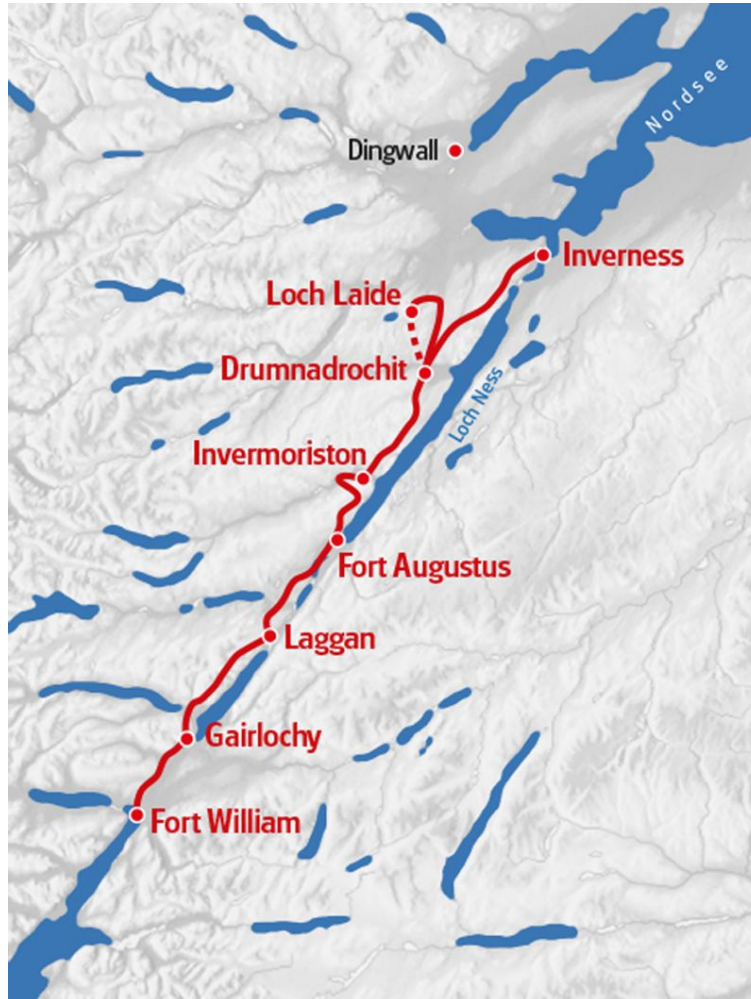 Nordsee
Dingwall
Inverness
Loch Laide
Drumnadrochit
Loch Ness
Invermoriston
Fort Augustus
Laggan
Gairlochy
Fort William